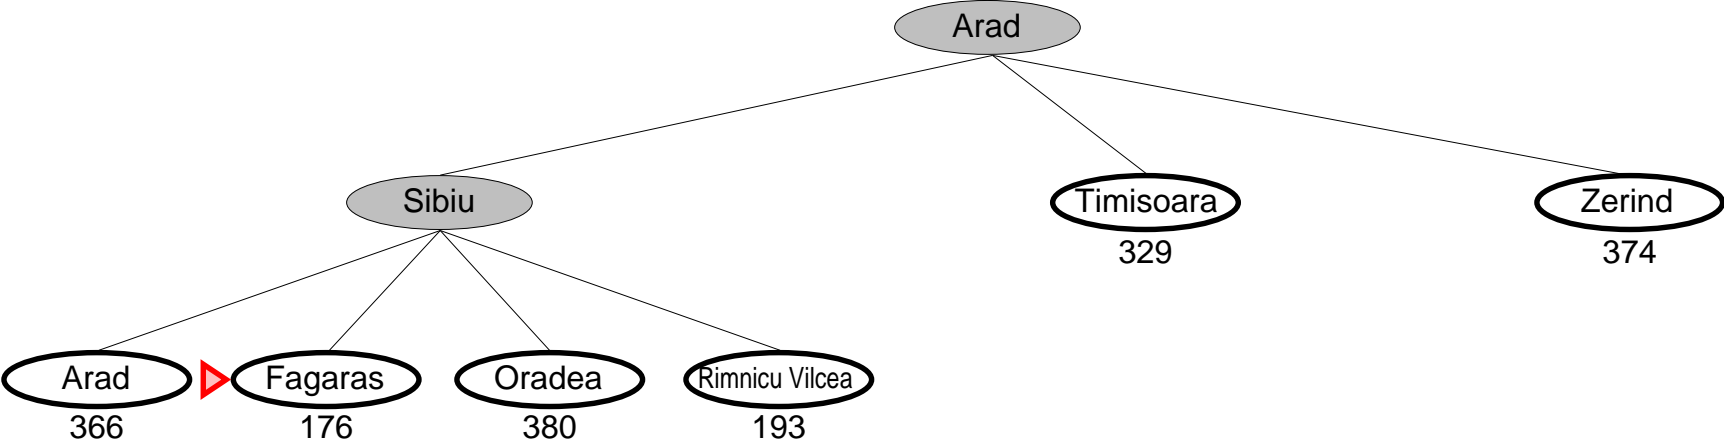 Arad
Sibiu
Timisoara
Zerind
329
374
Arad
Fagaras
Oradea
Rimnicu Vilcea
366
176
380
193